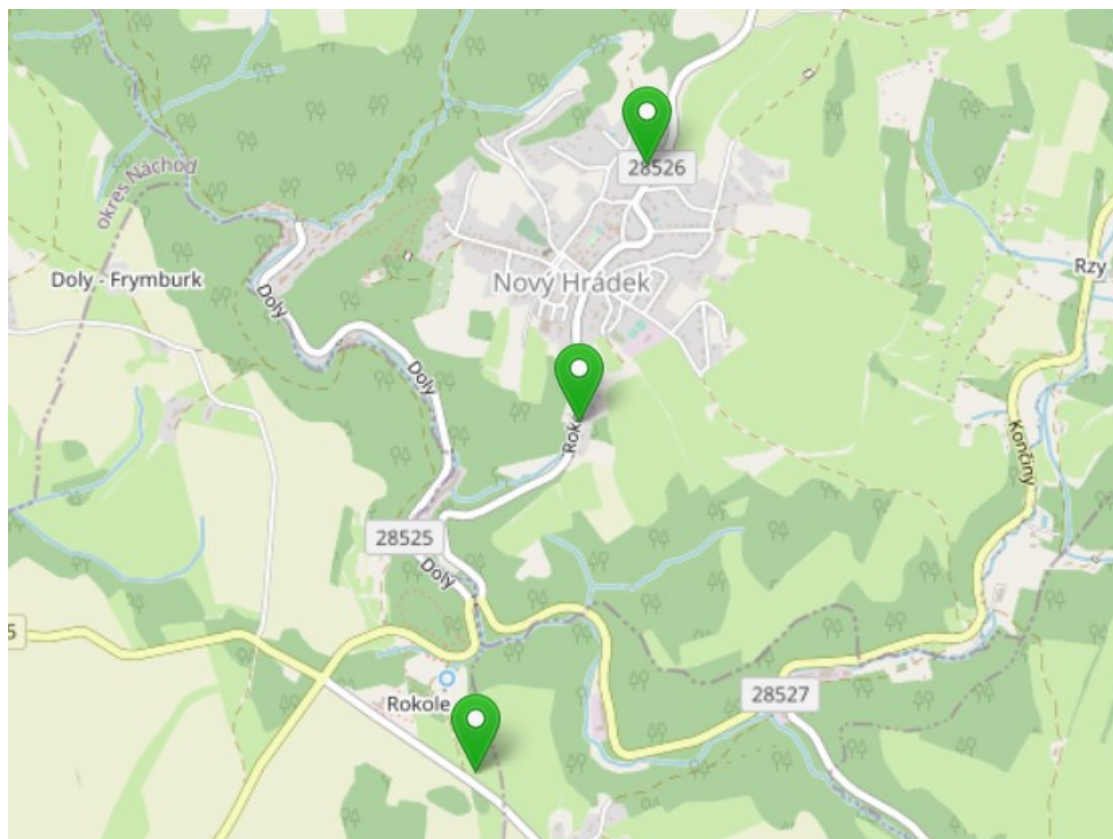 28526
okres Náchod
Doly - Frymburk
Doly
Nový Hrádek
Rzy
Doly
Rok
Končiny
28525
Doly
5
28527
Rokole